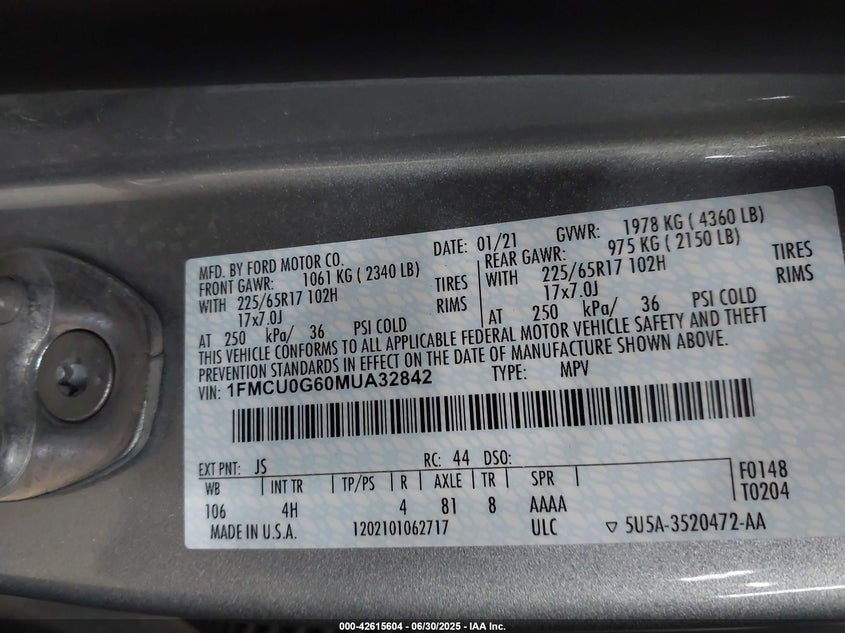 MFD. BY FORD MOTOR CO.
DATE: 01/21 GVWR: 1978 KG ( 4360 LB)
FRONT GAWR: 1061 KG ( 2340 LB)
REAR GAWR: 975 KG ( 2150 LB)
WITH 225/65R17 102H TIRES
WITH 225/65R17 102H TIRES
17x7.0J RIMS
17x7.0J RIMS
AT 250 kPa/ 36 PSI COLD
AT 250 kPa/ 36 PSI COLD
THIS VEHICLE CONFORMS TO ALL APPLICABLE FEDERAL MOTOR VEHICLE SAFETY AND THEFT
PREVENTION STANDARDS IN EFFECT ON THE DATE OF MANUFACTURE SHOWN ABOVE.
VIN: 1FMCU0G60MUA32842 TYPE: MPV
EXT PNT: JS RC: 44 DSO:
WB INT TR TP/PS R AXLE TR SPR
106 4H 4 81 8 AAAA
F0148
T0204
MADE IN U.S.A. 1202101062717 ULC ▽ 5U5A-3520472-AA
000-42615604 - 06/30/2025 - IAA Inc.